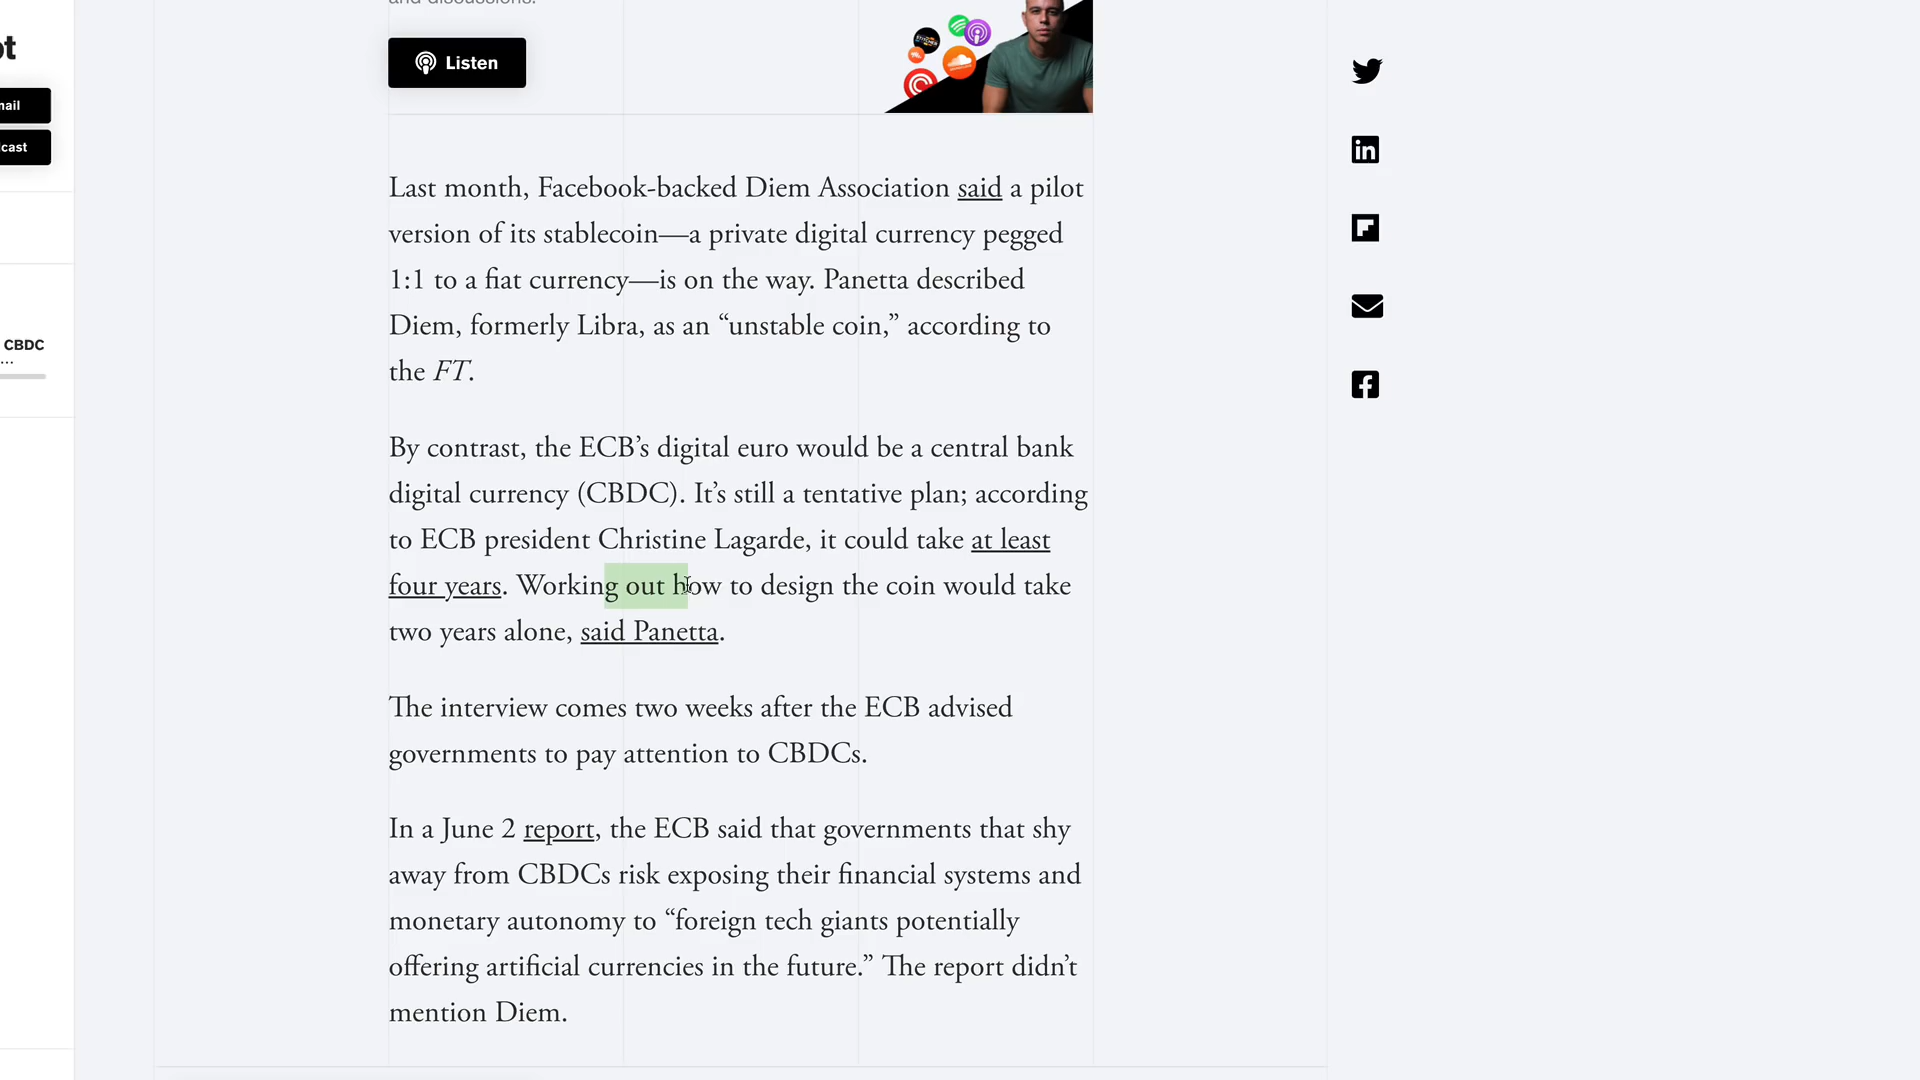 and discussions.
Listen
Last month, Facebook-backed Diem Association said a pilot
version of its stablecoin—a private digital currency pegged
1:1 to a fiat currency—is on the way. Panetta described
Diem, formerly Libra, as an “unstable coin,” according to
the FT.
By contrast, the ECB’s digital euro would be a central bank
digital currency (CBDC). It’s still a tentative plan; according
to ECB president Christine Lagarde, it could take at least
four years. Working out how to design the coin would take
two years alone, said Panetta.
The interview comes two weeks after the ECB advised
governments to pay attention to CBDCs.
In a June 2 report, the ECB said that governments that shy
away from CBDCs risk exposing their financial systems and
monetary autonomy to “foreign tech giants potentially
offering artificial currencies in the future.” The report didn’t
mention Diem.
CBDC
...